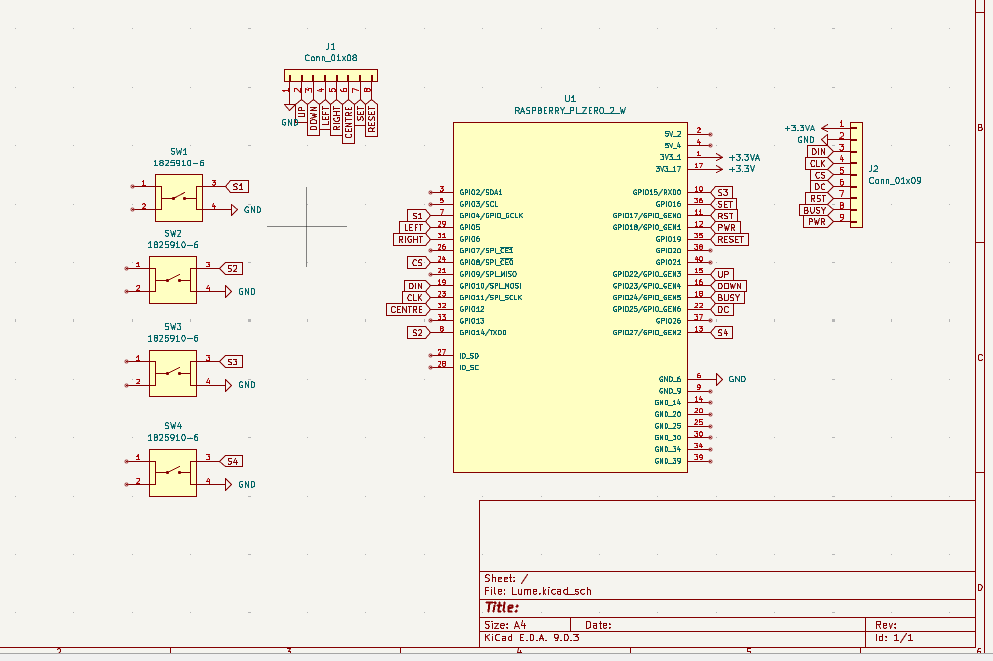 J1
Conn_01x08
1 2 3 4 5 6 7 8
GND UP DOWN LEFT RIGHT CENTRE SET RESET
U1
RASPBERRY_PI_ZERO_2_W
5V_2 2
5V_4 4
3V3_1 1 +3.3VA
3V3_17 17 +3.3V
3 GPIO2/SDA1 GPIO15/RXD0 10 S3
5 GPIO3/SCL GPIO16 36 SET
S1 7 GPIO4/GPIO_GCLK GPIO17/GPIO_GEN0 11 RST
LEFT 29 GPIO5 GPIO18/GPIO_GEN1 12 PWR
RIGHT 31 GPIO6 GPIO19 35 RESET
26 GPIO7/SPI_CE1 GPIO20 38
CS 24 GPIO8/SPI_CE0 GPIO21 40
21 GPIO9/SPI_MISO GPIO22/GPIO_GEN3 15 UP
DIN 19 GPIO10/SPI_MOSI GPIO23/GPIO_GEN4 16 DOWN
CLK 23 GPIO11/SPI_SCLK GPIO24/GPIO_GEN5 18 BUSY
CENTRE 32 GPIO12 GPIO25/GPIO_GEN6 22 DC
33 GPIO13 GPIO26 37
S2 8 GPIO14/TXD0 GPIO27/GPIO_GEN2 13 S4
27 ID_SD
28 ID_SC
GND_6 6 GND
GND_9 9
GND_14 14
GND_20 20
GND_25 25
GND_30 30
GND_34 34
GND_39 39
+3.3VA 1
GND 2
DIN 3
CLK 4
CS 5
DC 6
RST 7
BUSY 8
PWR 9
J2
Conn_01x09
SW1
1825910-6
1 3 S1
2 4 GND
SW2
1825910-6
1 3 S2
2 4 GND
SW3
1825910-6
1 3 S3
2 4 GND
SW4
1825910-6
1 3 S4
2 4 GND
B
C
D
Sheet: /
File: Lume.kicad_sch
Title:
Size: A4 Date: Rev:
KiCad E.D.A. 9.0.3 Id: 1/1
2 3 4 5 6